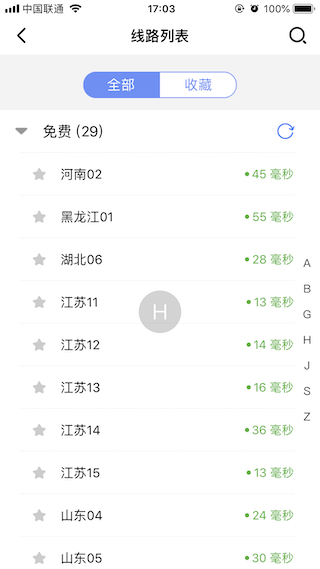 中国联通 17:03 100%
线路列表
全部 收藏
免费 (29)
河南02 45 毫秒
黑龙江01 55 毫秒
湖北06 28 毫秒
江苏11 13 毫秒
江苏12 14 毫秒
江苏13 16 毫秒
江苏14 36 毫秒
江苏15 13 毫秒
山东04 24 毫秒
山东05 30 毫秒
H
A
B
G
H
J
S
Z